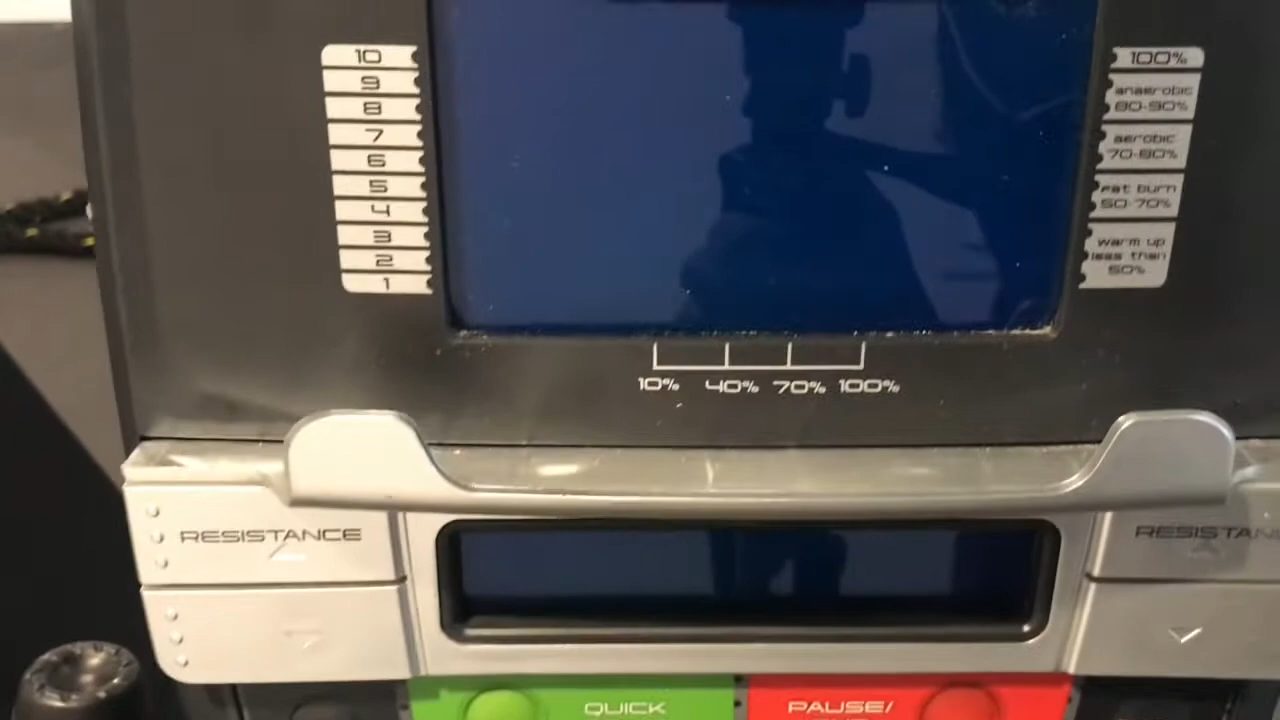 10
9
8
7
6
5
4
3
2
1
100%
anaerobic
80-90%
aerobic
70-80%
fat burn
50-70%
warm up
less than
50%
10% 40% 70% 100%
RESISTANCE
RESISTAN
QUICK
PAUSE/